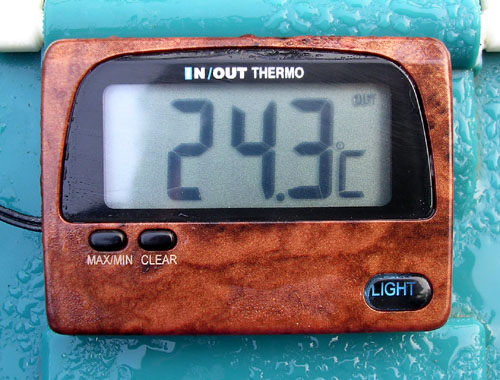 IN/OUT THERMO
OUT
24.3°C
MAX/MIN CLEAR
LIGHT